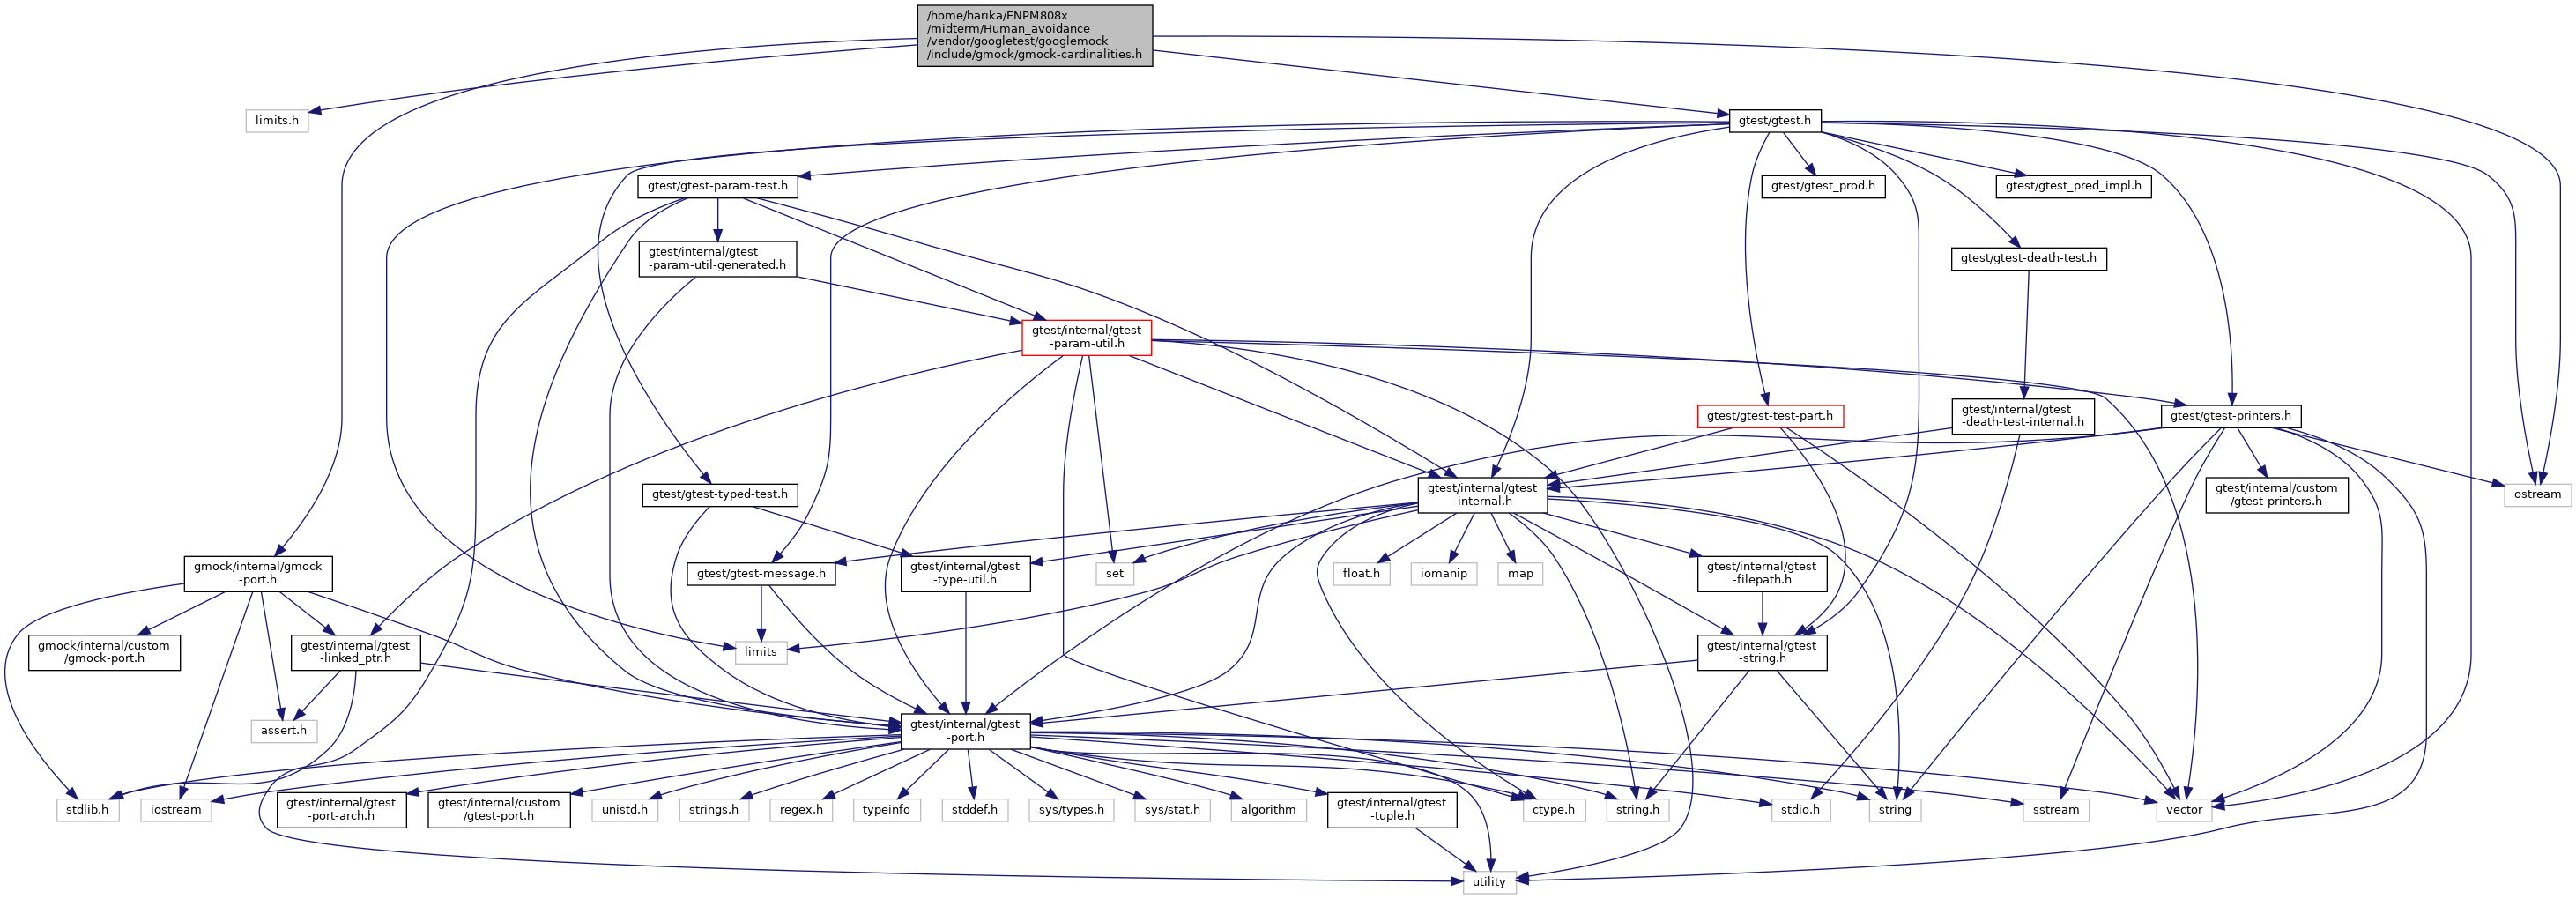 /home/harika/ENPM808x
/midterm/Human_avoidance
/vendor/googletest/googlemock
/include/gmock/gmock-cardinalities.h
limits.h
gtest/gtest.h
gtest/gtest-param-test.h
gtest/gtest_prod.h
gtest/gtest_pred_impl.h
gtest/internal/gtest
-param-util-generated.h
gtest/gtest-death-test.h
gtest/internal/gtest
-param-util.h
gtest/gtest-test-part.h
gtest/internal/gtest
-death-test-internal.h
gtest/gtest-printers.h
gtest/gtest-typed-test.h
gtest/internal/gtest
-internal.h
gtest/internal/custom
/gtest-printers.h
ostream
gmock/internal/gmock
-port.h
gtest/gtest-message.h
gtest/internal/gtest
-type-util.h
set
float.h
iomanip
map
gtest/internal/gtest
-filepath.h
gmock/internal/custom
/gmock-port.h
gtest/internal/gtest
-linked_ptr.h
limits
gtest/internal/gtest
-string.h
assert.h
gtest/internal/gtest
-port.h
stdlib.h
iostream
gtest/internal/gtest
-port-arch.h
gtest/internal/custom
/gtest-port.h
unistd.h
strings.h
regex.h
typeinfo
stddef.h
sys/types.h
sys/stat.h
algorithm
gtest/internal/gtest
-tuple.h
ctype.h
string.h
stdio.h
string
sstream
vector
utility